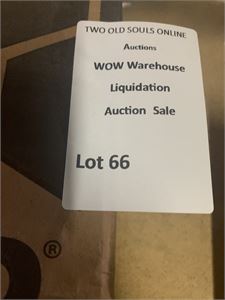 TWO OLD SOULS ONLINE
Auctions
WOW Warehouse
Liquidation
Auction Sale
Lot 66
®